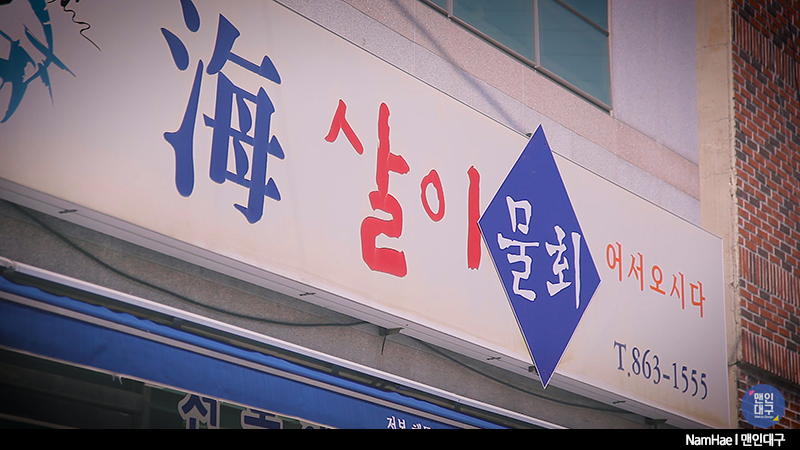 海 살이
물회
어서오시다
T.863-1555
맨인
대구
NamHae l 맨인대구